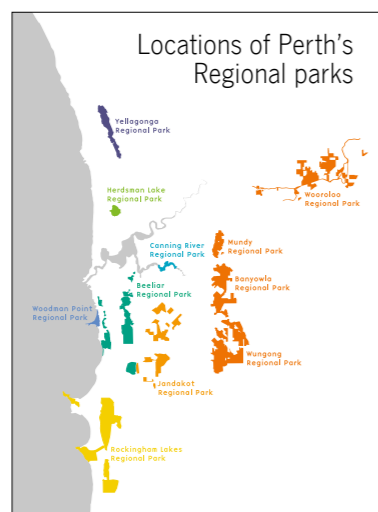 Locations of Perth's
Regional parks
Yellagonga
Regional Park
Herdsman Lake
Regional Park
Wooroloo
Regional Park
Canning River
Regional Park
Mundy
Regional Park
Beeliar
Regional Park
Banyowla
Regional Park
Woodman Point
Regional Park
Wungong
Regional Park
Jandakot
Regional Park
Rockingham Lakes
Regional Park